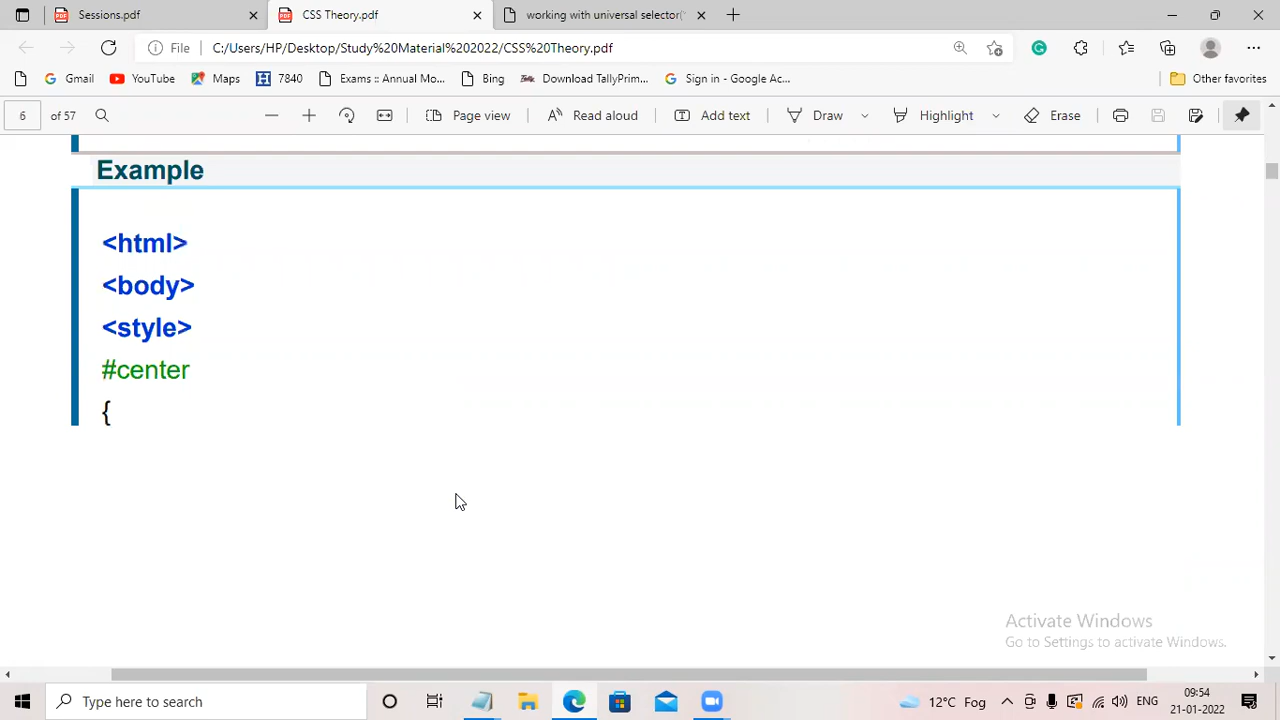 Sessions.pdf
CSS Theory.pdf
working with universal selector('
File
C:/Users/HP/Desktop/Study%20Material%202022/CSS%20Theory.pdf
Gmail
YouTube
Maps
7840
Exams :: Annual Mo...
Bing
Download TallyPrim...
Sign in - Google Ac...
Other favorites
6
of 57
Page view
Read aloud
Add text
Draw
Highlight
Erase
Example
<html>
<body>
<style>
#center
{
Activate Windows
Go to Settings to activate Windows.
Type here to search
12°C Fog
ENG
09:54
21-01-2022